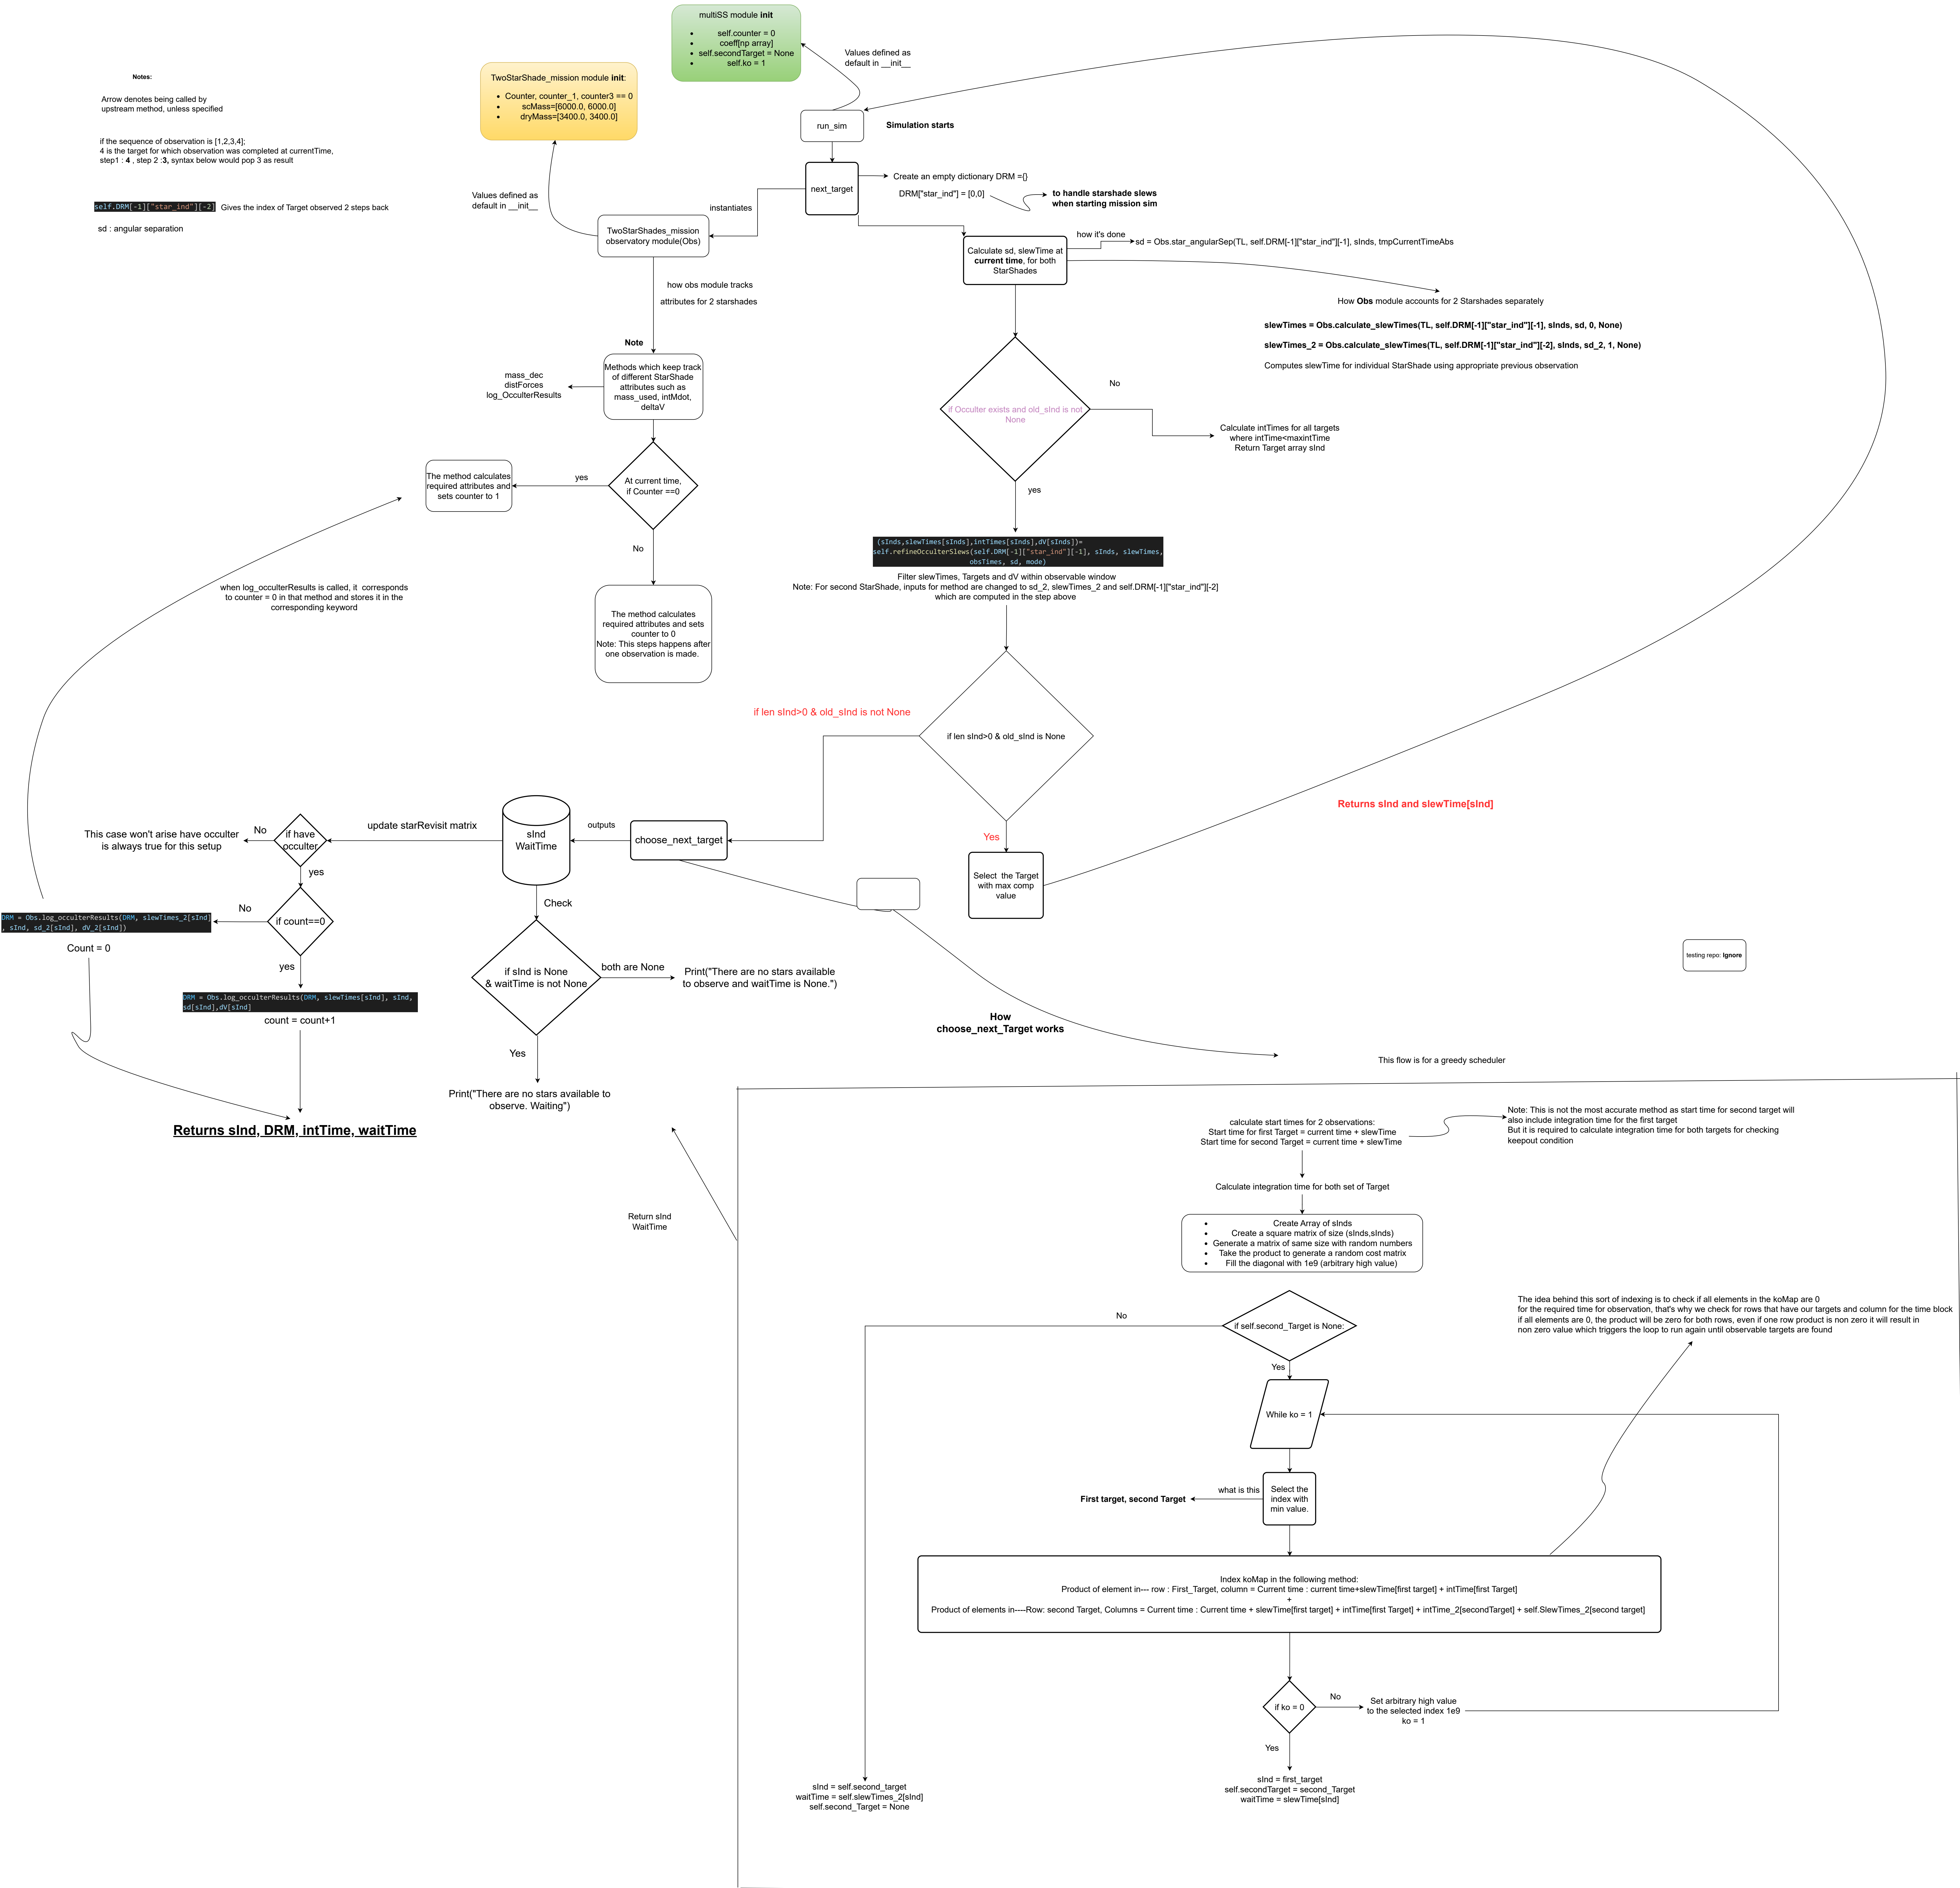 multiSS module init
self.counter = 0
coeff[np array]
self.secondTarget = None
self.ko = 1
Values defined as
default in __init__
Notes:
Arrow denotes being called by
upstream method, unless specified
if the sequence of observation is [1,2,3,4];
4 is the target for which observation was completed at currentTime,
step1 : 4 , step 2 :3, syntax below would pop 3 as result
self.DRM[-1]["star_ind"][-2] Gives the index of Target observed 2 steps back
sd : angular separation
TwoStarShade_mission module init:
Counter, counter_1, counter3 == 0
scMass=[6000.0, 6000.0]
dryMass=[3400.0, 3400.0]
Values defined as
default in __init__
run_sim
Simulation starts
next_target
Create an empty dictionary DRM ={}
DRM["star_ind"] = [0,0]
to handle starshade slews
when starting mission sim
instantiates
TwoStarShades_mission
observatory module(Obs)
how obs module tracks
attributes for 2 starshades
Note
Methods which keep track
of different StarShade
attributes such as
mass_used, intMdot,
deltaV
mass_dec
distForces
log_OcculterResults
At current time,
if Counter ==0
yes
The method calculates
required attributes and
sets counter to 1
No
The method calculates
required attributes and sets
counter to 0
Note: This steps happens after
one observation is made.
Calculate sd, slewTime at
current time, for both
StarShades
how it's done
sd = Obs.star_angularSep(TL, self.DRM[-1]["star_ind"][-1], sInds, tmpCurrentTimeAbs
How Obs module accounts for 2 Starshades separately
slewTimes = Obs.calculate_slewTimes(TL, self.DRM[-1]["star_ind"][-1], sInds, sd, 0, None)
slewTimes_2 = Obs.calculate_slewTimes(TL, self.DRM[-1]["star_ind"][-2], sInds, sd_2, 1, None)
Computes slewTime for individual StarShade using appropriate previous observation
if Occulter exists and old_sInd is not
None
No
Calculate intTimes for all targets
where intTime<maxintTime
Return Target array sInd
yes
(sInds,slewTimes[sInds],intTimes[sInds],dV[sInds])=
self.refineOcculterSlews(self.DRM[-1]["star_ind"][-1], sInds, slewTimes,
obsTimes, sd, mode)
Filter slewTimes, Targets and dV within observable window
Note: For second StarShade, inputs for method are changed to sd_2, slewTimes_2 and self.DRM[-1]["star_ind"][-2]
which are computed in the step above
if len sInd>0 & old_sInd is not None
if len sInd>0 & old_sInd is None
Yes
Select the Target
with max comp
value
Returns sInd and slewTime[sInd]
when log_occulterResults is called, it corresponds
to counter = 0 in that method and stores it in the
corresponding keyword
choose_next_target
outputs
sInd
WaitTime
update starRevisit matrix
if have
occulter
No
This case won't arise have occulter
is always true for this setup
yes
if count==0
No
DRM = Obs.log_occulterResults(DRM, slewTimes_2[sInd]
, sInd, sd_2[sInd], dV_2[sInd])
Count = 0
yes
DRM = Obs.log_occulterResults(DRM, slewTimes[sInd], sInd,
sd[sInd],dV[sInd]
count = count+1
Returns sInd, DRM, intTime, waitTime
Check
if sInd is None
& waitTime is not None
both are None
Print("There are no stars available
to observe and waitTime is None.")
Yes
Print("There are no stars available to
observe. Waiting")
How
choose_next_Target works
testing repo: Ignore
This flow is for a greedy scheduler
calculate start times for 2 observations:
Start time for first Target = current time + slewTime
Start time for second Target = current time + slewTime
Note: This is not the most accurate method as start time for second target will
also include integration time for the first target
But it is required to calculate integration time for both targets for checking
keepout condition
Calculate integration time for both set of Target
Create Array of sInds
Create a square matrix of size (sInds,sInds)
Generate a matrix of same size with random numbers
Take the product to generate a random cost matrix
Fill the diagonal with 1e9 (arbitrary high value)
Return sInd
WaitTime
if self.second_Target is None:
No
Yes
While ko = 1
The idea behind this sort of indexing is to check if all elements in the koMap are 0
for the required time for observation, that's why we check for rows that have our targets and column for the time block
if all elements are 0, the product will be zero for both rows, even if one row product is non zero it will result in
non zero value which triggers the loop to run again until observable targets are found
Select the
index with
min value.
what is this
First target, second Target
Index koMap in the following method:
Product of element in--- row : First_Target, column = Current time : current time+slewTime[first target] + intTime[first Target]
+
Product of elements in----Row: second Target, Columns = Current time : Current time + slewTime[first target] + intTime[first Target] + intTime_2[secondTarget] + self.SlewTimes_2[second target]
if ko = 0
No
Set arbitrary high value
to the selected index 1e9
ko = 1
Yes
sInd = first_target
self.secondTarget = second_Target
waitTime = slewTime[sInd]
sInd = self.second_target
waitTime = self.slewTimes_2[sInd]
self.second_Target = None